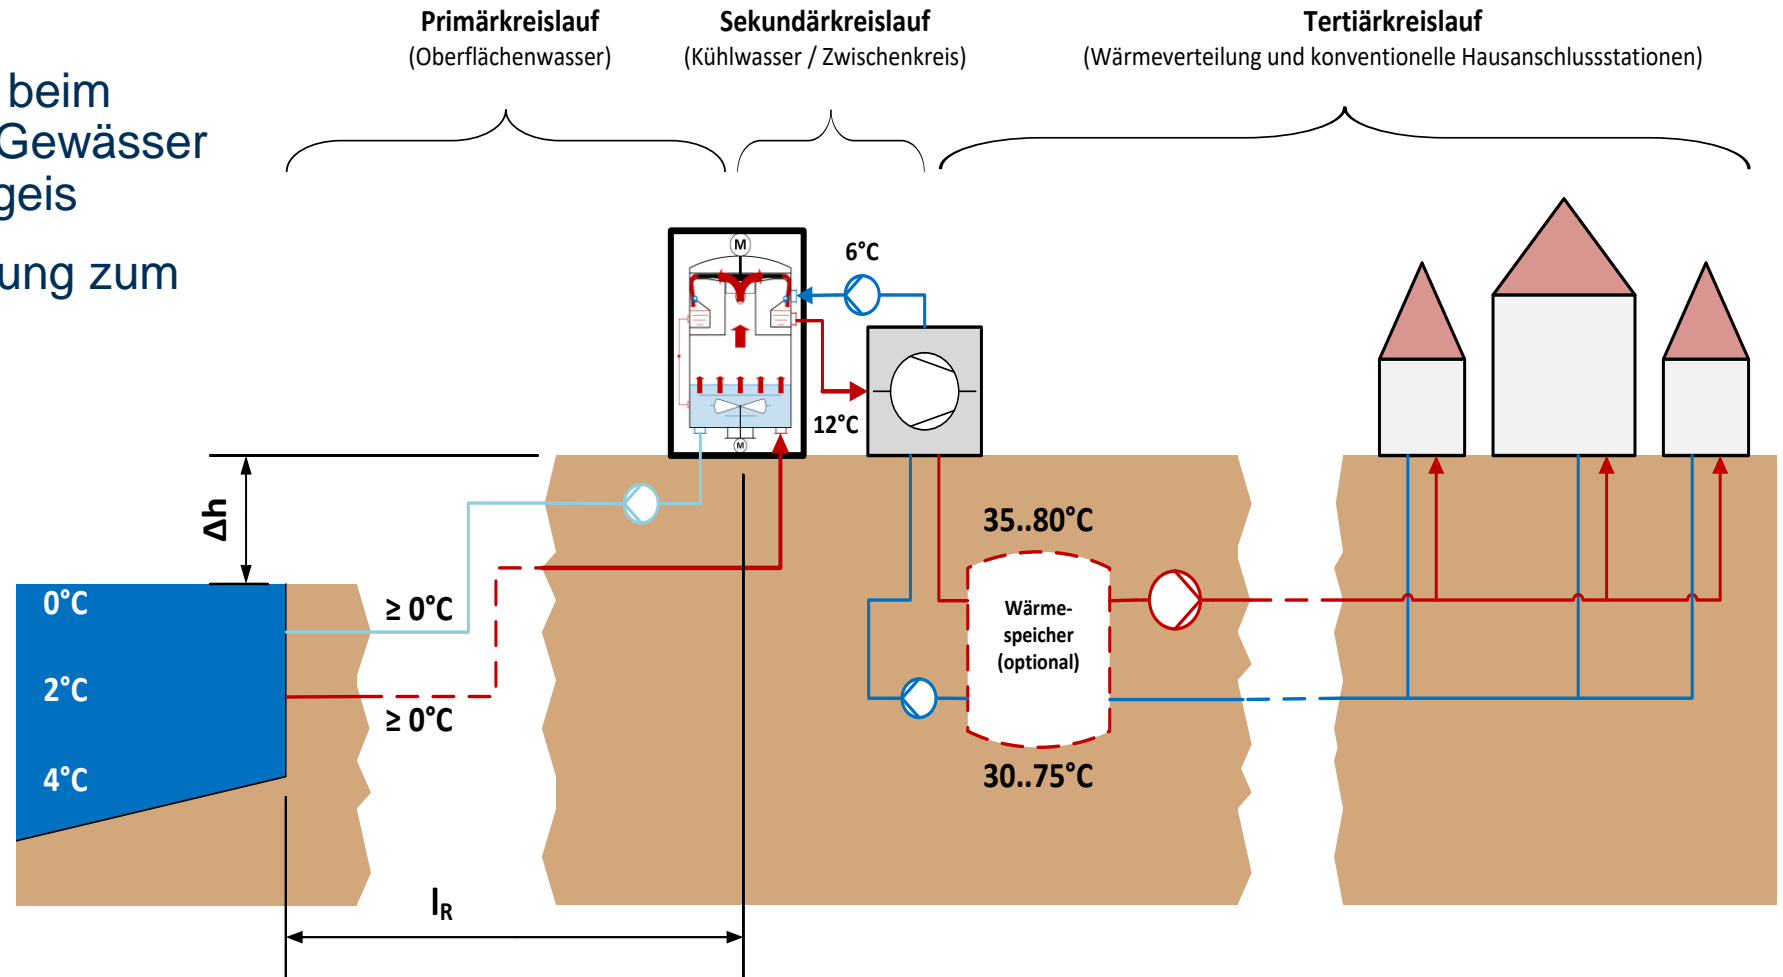 Primärkreislauf
(Oberflächenwasser)
Sekundärkreislauf
(Kühlwasser / Zwischenkreis)
Tertiärkreislauf
(Wärmeverteilung und konventionelle Hausanschlussstationen)
beim
Gewässer
geis
ung zum
M
6°C
12°C
M
Δh
0°C
2°C
4°C
≥ 0°C
≥ 0°C
35..80°C
Wärme-
speicher
(optional)
30..75°C
lR